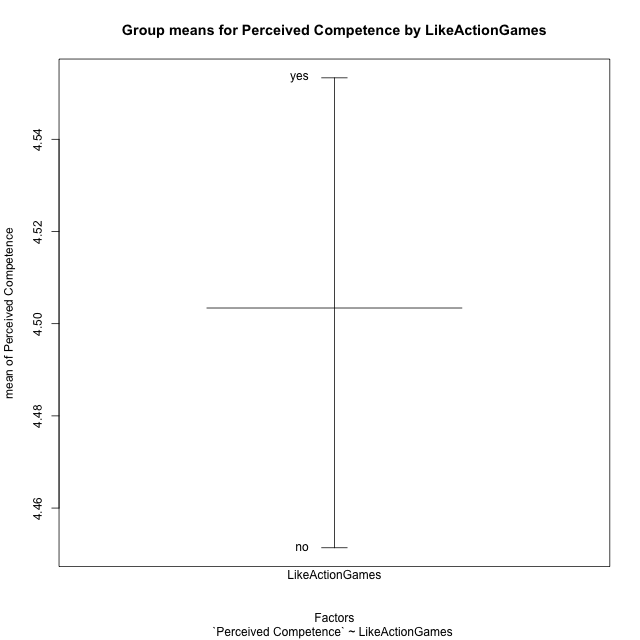 Group means for Perceived Competence by LikeActionGames
yes
4.54
4.52
4.50
4.48
4.46
mean of Perceived Competence
no
LikeActionGames
Factors
`Perceived Competence` ~ LikeActionGames